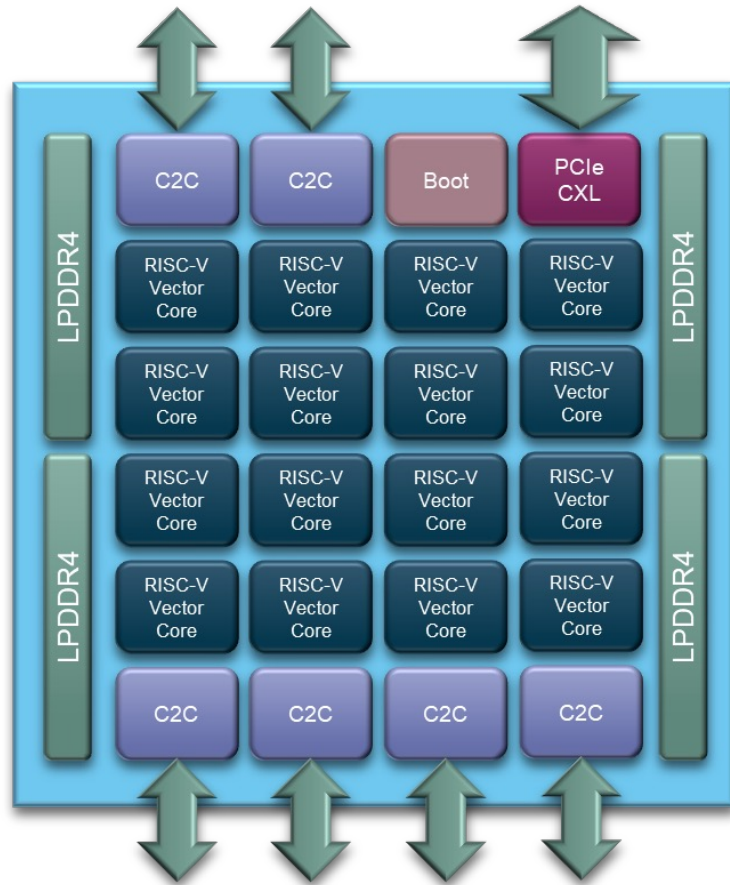 C2C
C2C
Boot
PCIe
CXL
LPDDR4
LPDDR4
RISC-V
Vector
Core
RISC-V
Vector
Core
RISC-V
Vector
Core
RISC-V
Vector
Core
RISC-V
Vector
Core
RISC-V
Vector
Core
RISC-V
Vector
Core
RISC-V
Vector
Core
LPDDR4
LPDDR4
RISC-V
Vector
Core
RISC-V
Vector
Core
RISC-V
Vector
Core
RISC-V
Vector
Core
RISC-V
Vector
Core
RISC-V
Vector
Core
RISC-V
Vector
Core
RISC-V
Vector
Core
C2C
C2C
C2C
C2C